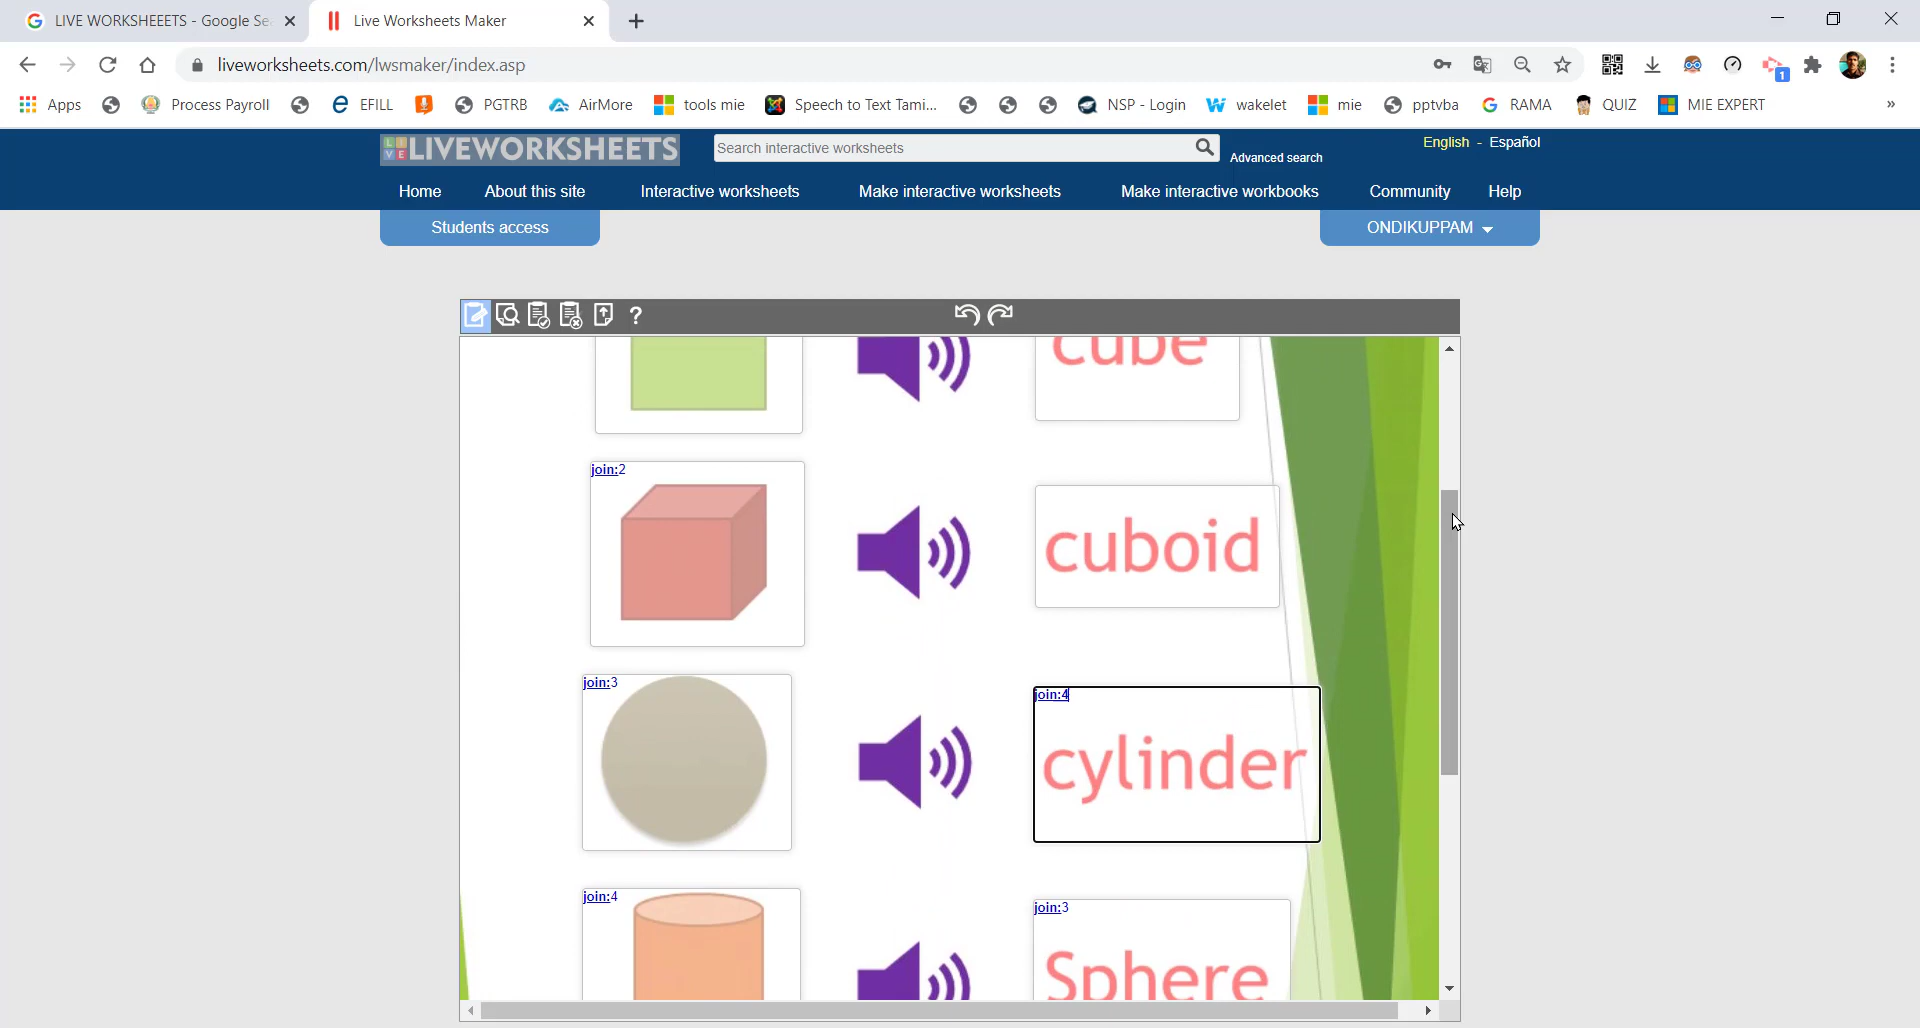 LIVE WORKSHEEETS - Google Se
Live Worksheets Maker
liveworksheets.com/lwsmaker/index.asp
1
Apps
Process Payroll
EFILL
PGTRB
AirMore
tools mie
Speech to Text Tami...
NSP - Login
wakelet
mie
pptvba
RAMA
QUIZ
MIE EXPERT
»
LIVE LIVEWORKSHEETS
Search interactive worksheets
Advanced search
English - Español
Home
About this site
Interactive worksheets
Make interactive worksheets
Make interactive workbooks
Community
Help
Students access
ONDIKUPPAM
?
cube
join:2
cuboid
join:3
join:4
cylinder
join:4
join:3
Sphere